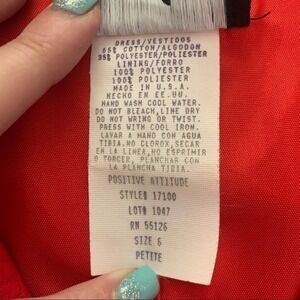 DRESS/VESTIDOS
65% COTTON/ALGODON
35% POLYESTER/POLIESTER
LINING/FORRO
100% POLYESTER
100% POLIESTER
MADE IN U.S.A.
HECHO EN EE.UU.
HAND WASH COOL WATER.
DO NOT BLEACH, LINE DRY
DO NOT WRING OR TWIST.
PRESS WITH COOL IRON.
LAVAR A MANO CON AGUA
TIBIA. NO CLOROX, SECAR
EN LA LINEA, NO ESPRIMIR
O TORCER, PLANCHAR CON
LA PLANCHA TIBIA.
POSITIVE ATTITUDE
STYLE# 17100
LOT# 1047
RN 55126
SIZE 6
PETITE